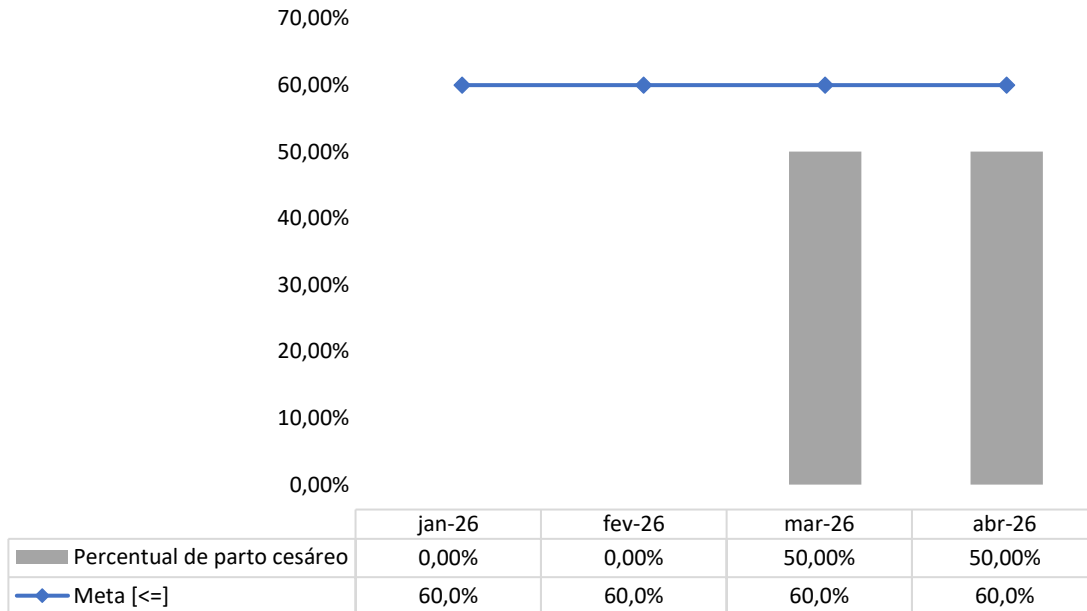 70,00%
60,00%
50,00%
40,00%
30,00%
20,00%
10,00%
0,00%
jan-26 fev-26 mar-26 abr-26
Percentual de parto cesáreo 0,00% 0,00% 50,00% 50,00%
Meta [<=] 60,0% 60,0% 60,0% 60,0%